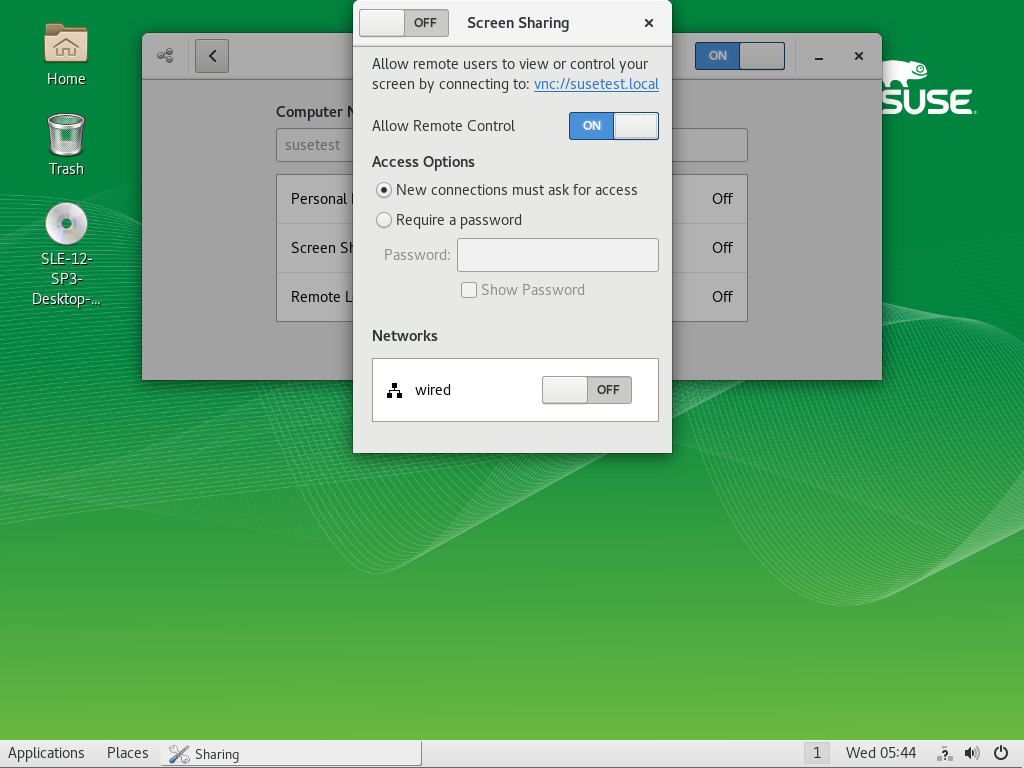 OFF
Screen Sharing
Allow remote users to view or control your
screen by connecting to: vnc://susetest.local
Allow Remote Control
ON
Access Options
New connections must ask for access
Require a password
Password:
Show Password
Networks
wired
OFF
ON
Computer N
susetest
Personal
Off
Screen Sh
Off
Remote Lo
Off
Home
Trash
SLE-12-
SP3-
Desktop-...
SUSE
Applications
Places
Sharing
1
Wed 05:44